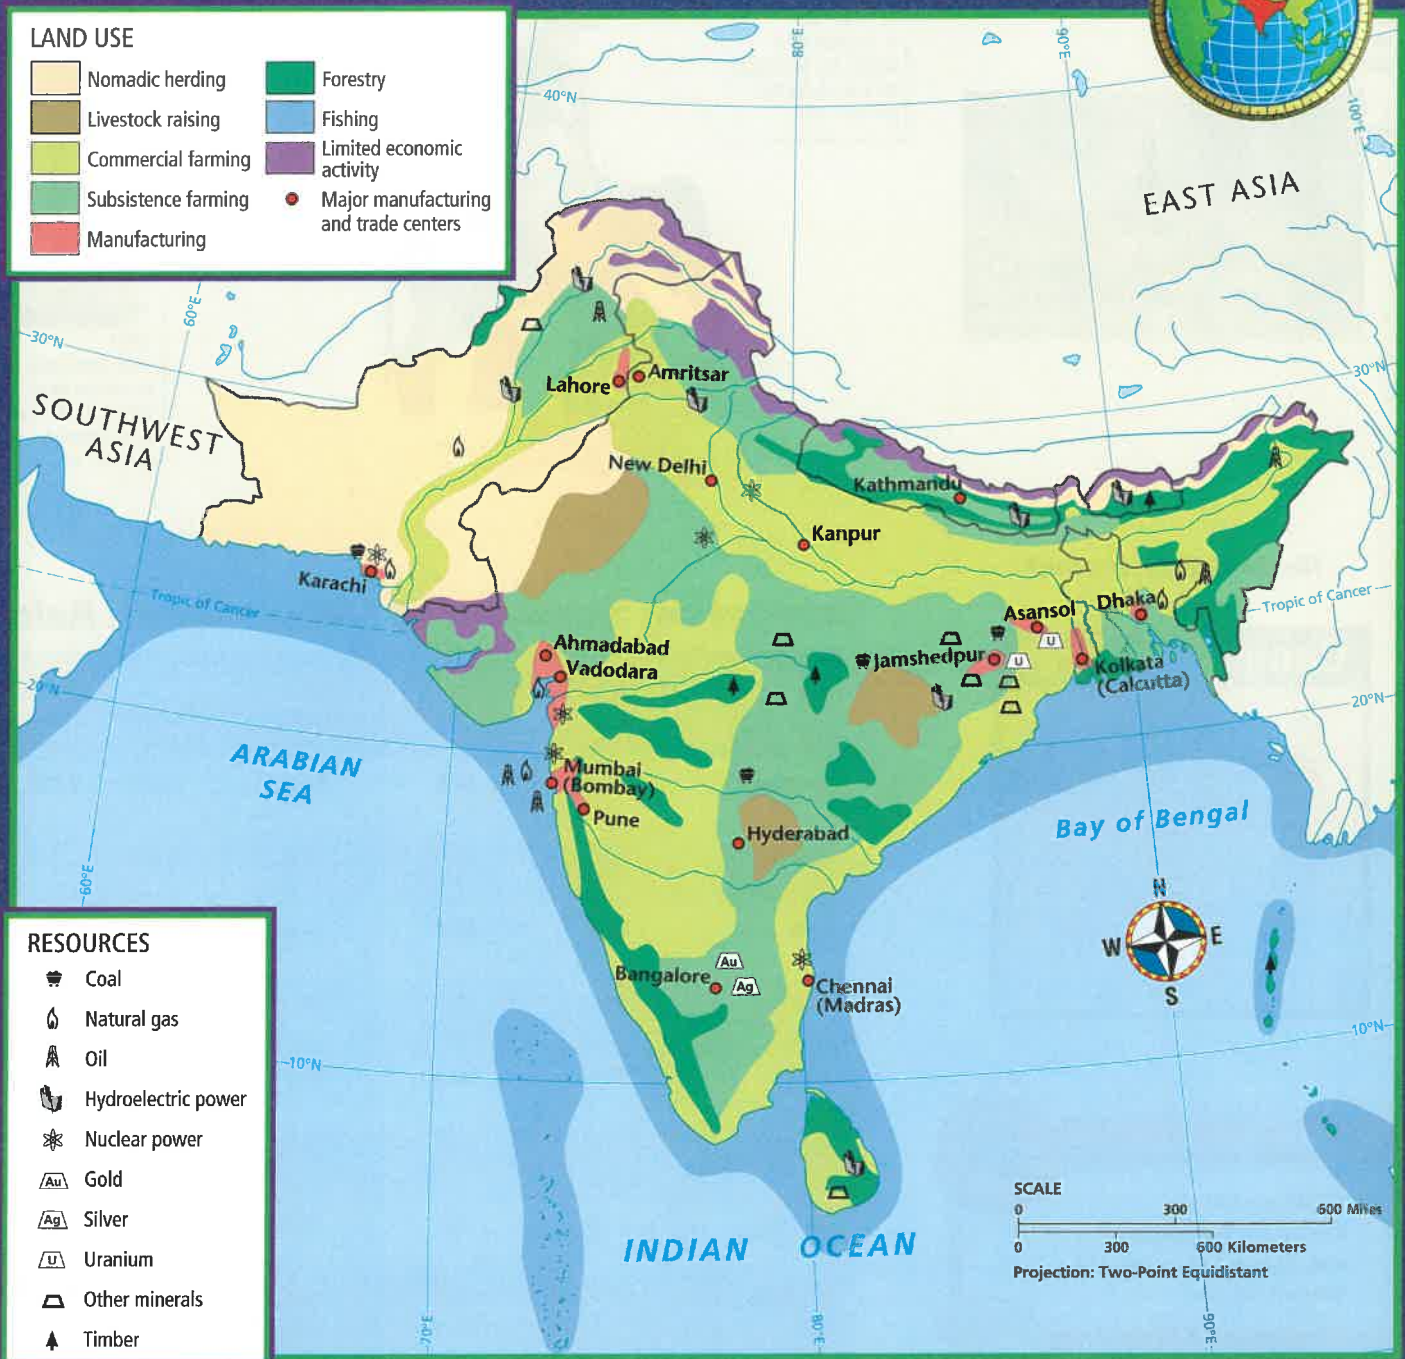 LAND USE
Nomadic herding
Livestock raising
Commercial farming
Subsistence farming
Manufacturing
Forestry
Fishing
Limited economic
activity
Major manufacturing
and trade centers
80°E
90°E
100°E
40°N
EAST ASIA
60°E
30°N
30°N
SOUTHWEST
ASIA
Lahore
Amritsar
New Delhi
Kathmandu
Kanpur
Karachi
Tropic of Cancer
Tropic of Cancer
Asansol
Dhaka
Ahmadabad
Vadodara
Jamshedpur
U
U
Kolkata
(Calcutta)
20°N
20°N
ARABIAN
SEA
Mumbai
(Bombay)
Pune
Hyderabad
Bay of Bengal
60°E
N
W
E
S
Bangalore
Au
Ag
Chennai
(Madras)
10°N
10°N
INDIAN OCEAN
70°E
80°E
90°E
RESOURCES
Coal
Natural gas
Oil
Hydroelectric power
Nuclear power
Au Gold
Ag Silver
U Uranium
Other minerals
Timber
SCALE
0 300 600 Miles
0 300 600 Kilometers
Projection: Two-Point Equidistant